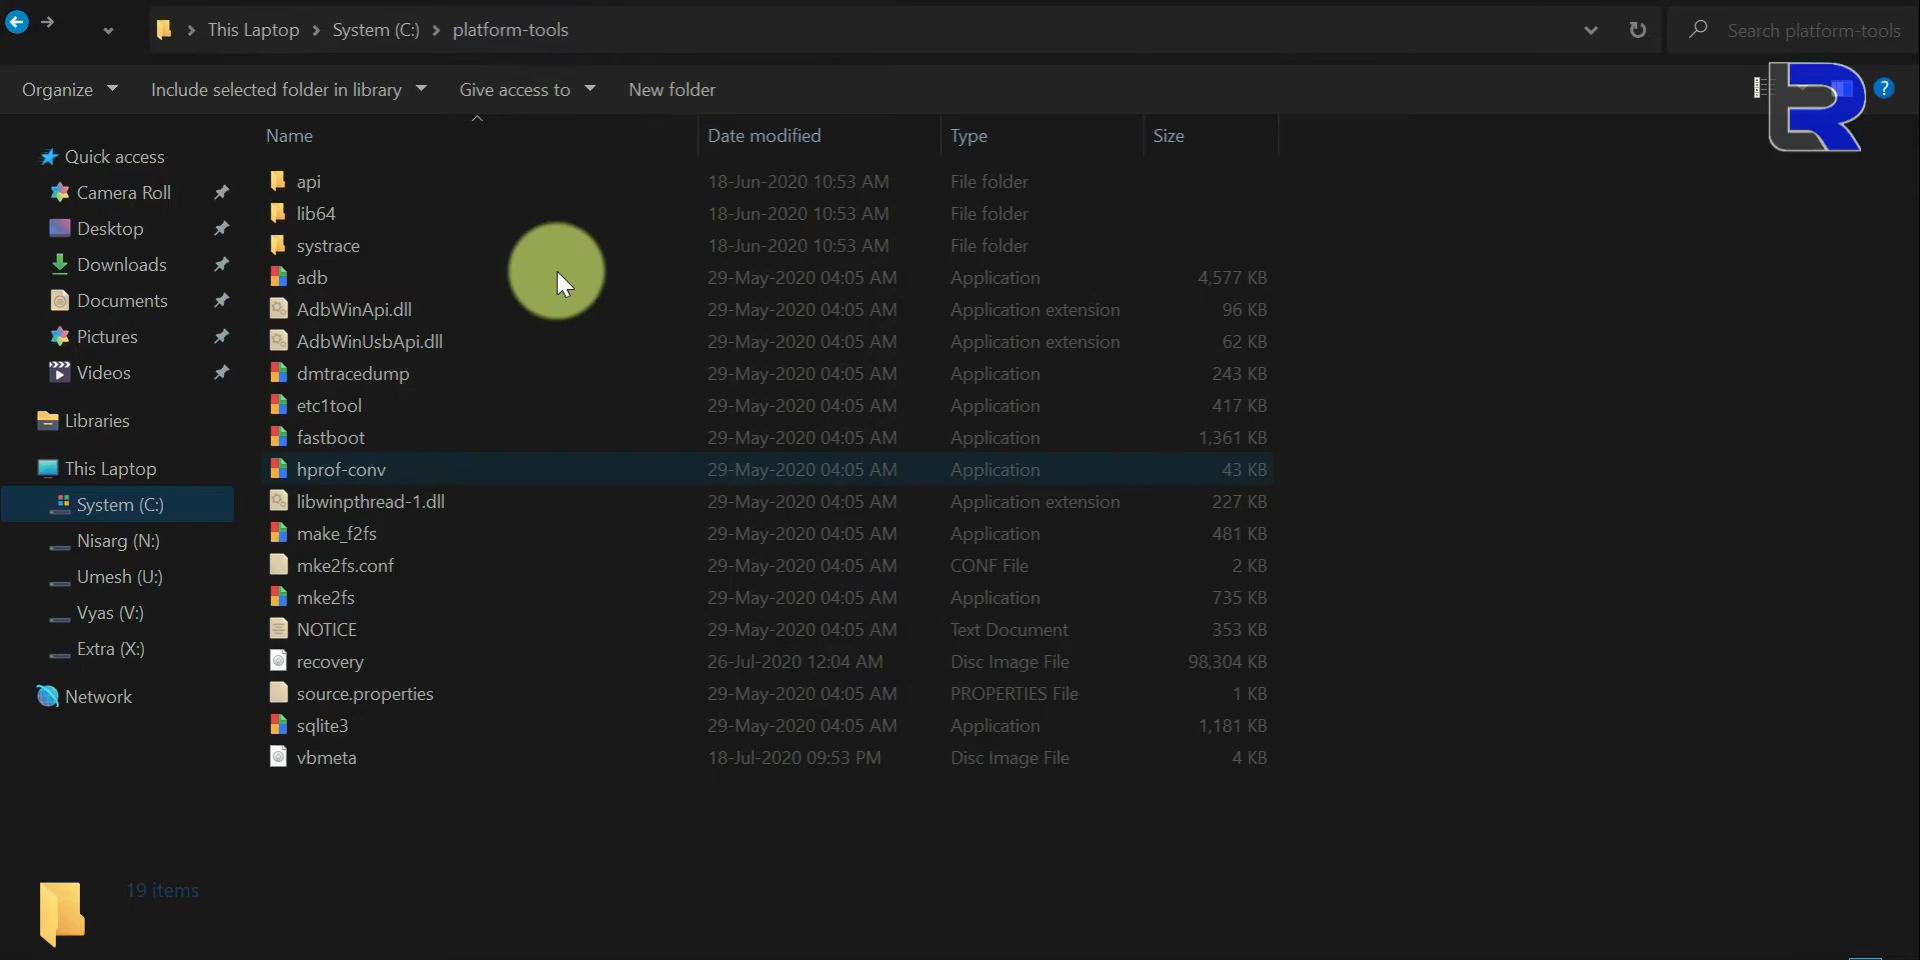 This Laptop > System (C:) > platform-tools
Search platform-tools
Organize Include selected folder in library Give access to New folder ?
Name Date modified Type Size
Quick access
Camera Roll
Desktop
Downloads
Documents
Pictures
Videos
Libraries
This Laptop
System (C:)
Nisarg (N:)
Umesh (U:)
Vyas (V:)
Extra (X:)
Network
api 18-Jun-2020 10:53 AM File folder
lib64 18-Jun-2020 10:53 AM File folder
systrace 18-Jun-2020 10:53 AM File folder
adb 29-May-2020 04:05 AM Application 4,577 KB
AdbWinApi.dll 29-May-2020 04:05 AM Application extension 96 KB
AdbWinUsbApi.dll 29-May-2020 04:05 AM Application extension 62 KB
dmtracedump 29-May-2020 04:05 AM Application 243 KB
etc1tool 29-May-2020 04:05 AM Application 417 KB
fastboot 29-May-2020 04:05 AM Application 1,361 KB
hprof-conv 29-May-2020 04:05 AM Application 43 KB
libwinpthread-1.dll 29-May-2020 04:05 AM Application extension 227 KB
make_f2fs 29-May-2020 04:05 AM Application 481 KB
mke2fs.conf 29-May-2020 04:05 AM CONF File 2 KB
mke2fs 29-May-2020 04:05 AM Application 735 KB
NOTICE 29-May-2020 04:05 AM Text Document 353 KB
recovery 26-Jul-2020 12:04 AM Disc Image File 98,304 KB
source.properties 29-May-2020 04:05 AM PROPERTIES File 1 KB
sqlite3 29-May-2020 04:05 AM Application 1,181 KB
vbmeta 18-Jul-2020 09:53 PM Disc Image File 4 KB
19 items